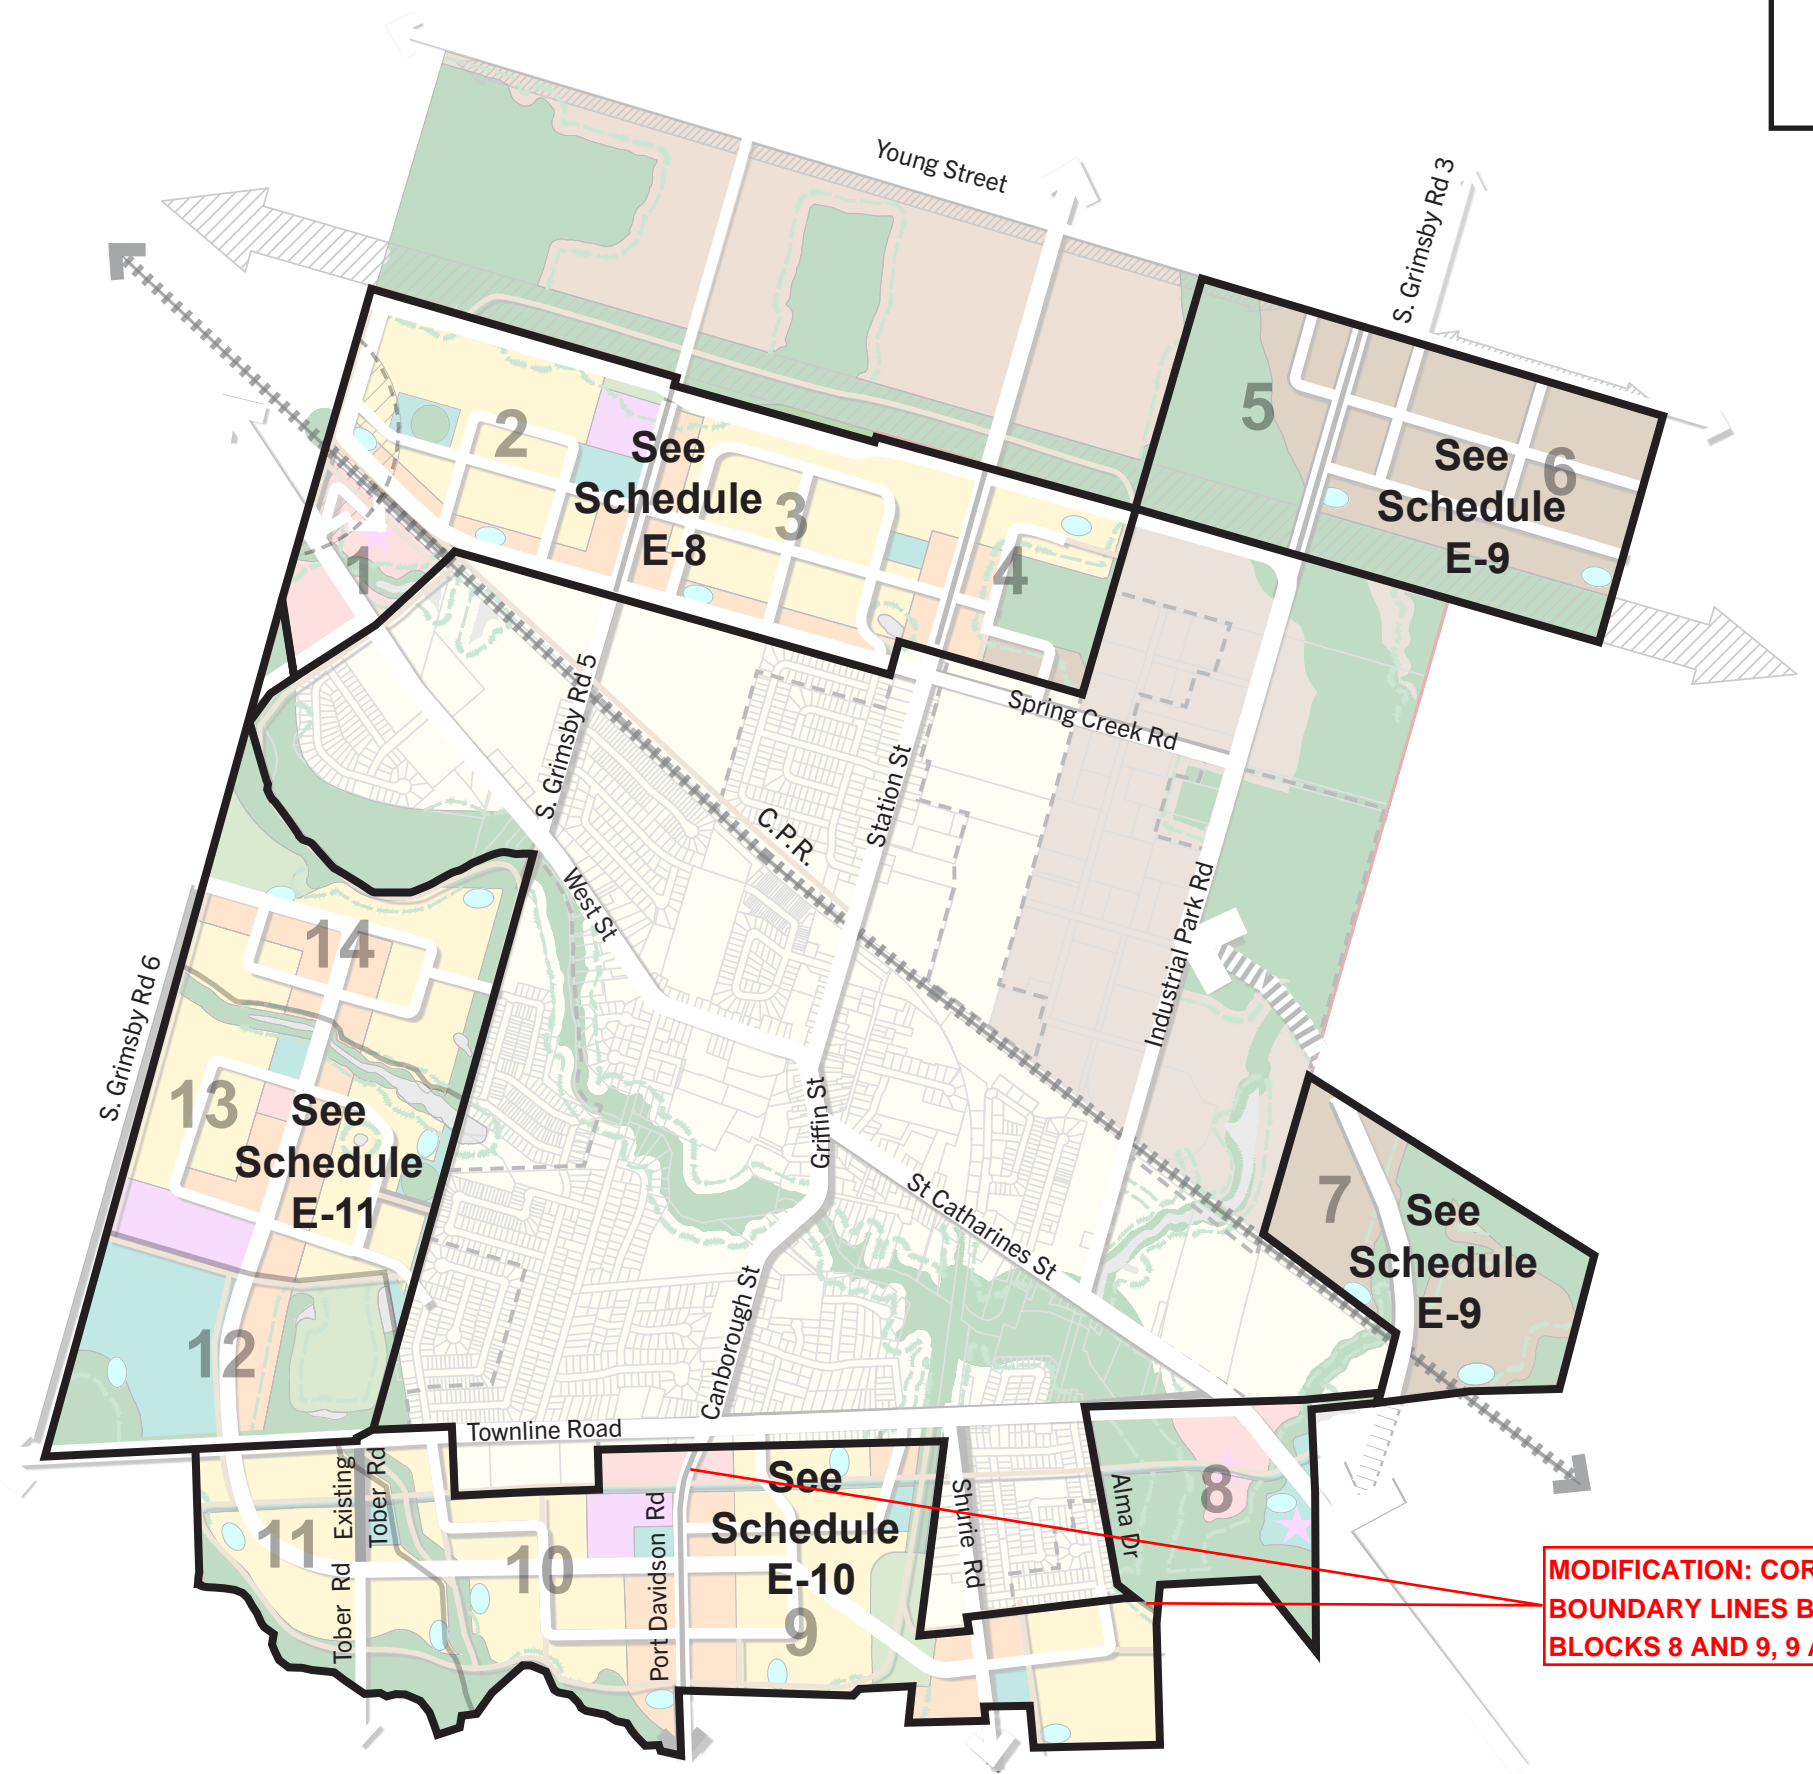 Young Street
S. Grimsby Rd 3
5
2
See
Schedule
E-8
3
See
Schedule
E-9
6
1
4
Spring Creek Rd
S. Grimsby Rd 5
Station St
C.P.R.
West St
Industrial Park Rd
14
S. Grimsby Rd 6
13
See
Schedule
E-11
Griffin St
St Catharines St
7
See
Schedule
E-9
12
Canborough St
Townline Road
Existing
Tober Rd
Tober Rd
11
10
Port Davidson Rd
See
Schedule
E-10
9
Shurie Rd
Alma Dr
8
MODIFICATION: COR
BOUNDARY LINES B
BLOCKS 8 AND 9, 9 A